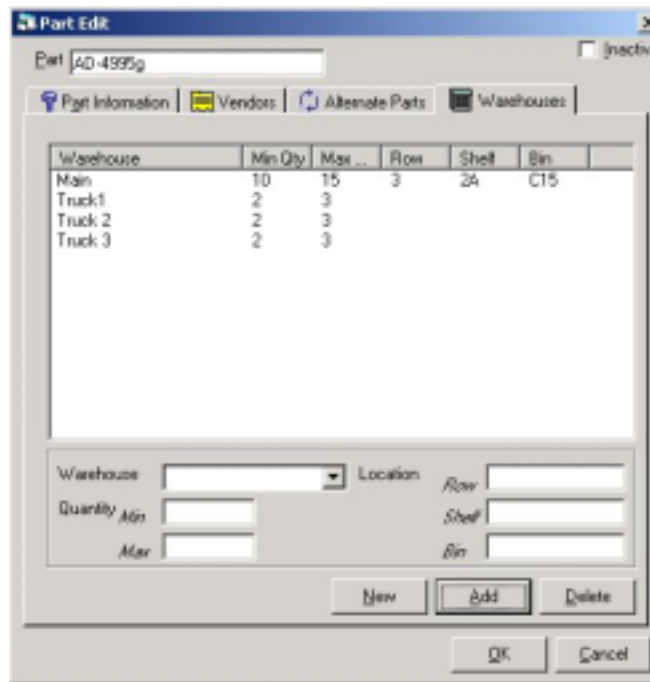 Part Edit
Part AD-4995g
Inactiv
Part Information Vendors Alternate Parts Warehouses
Warehouse Min Qty Max ... Row Shelf Bin
Main 10 15 3 2A C15
Truck1 2 3
Truck 2 2 3
Truck 3 2 3
Warehouse Location Row
Quantity Min Shelf
Max Bin
New Add Delete
OK Cancel